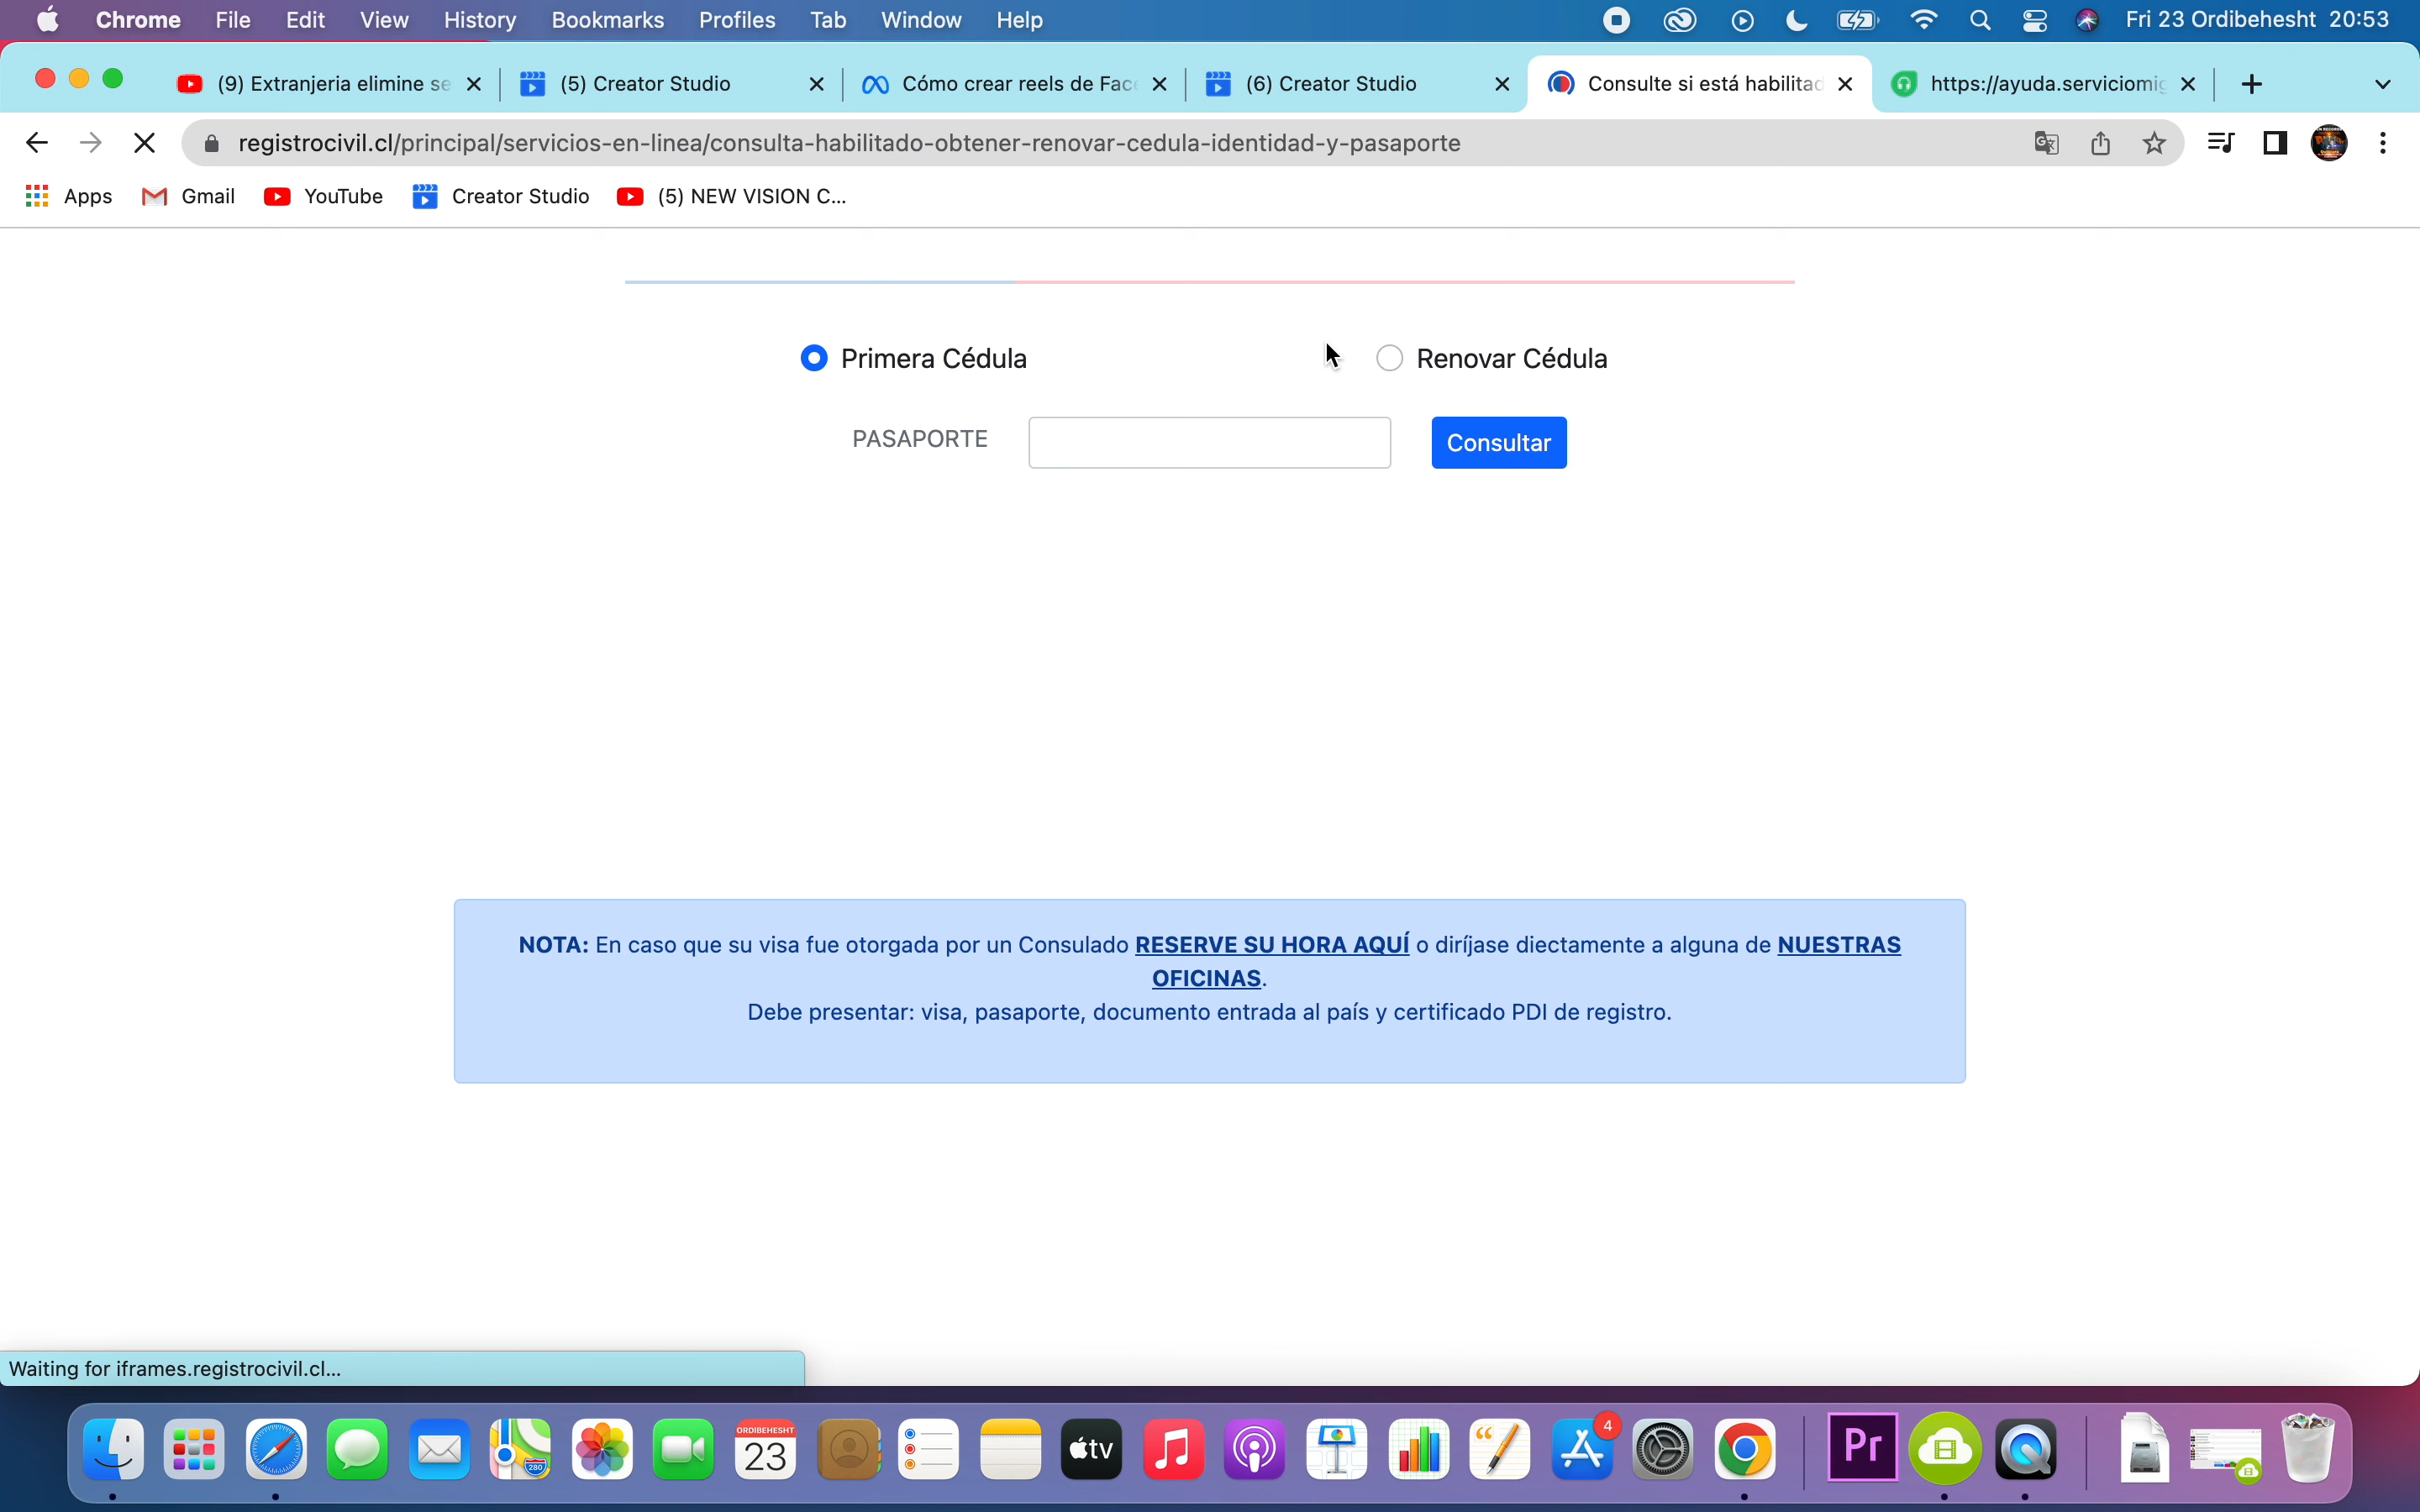 Chrome File Edit View History Bookmarks Profiles Tab Window Help Fri 23 Ordibehesht 20:53
(9) Extranjeria elimine se (5) Creator Studio Cómo crear reels de Fac (6) Creator Studio Consulte si está habilitad https://ayuda.serviciomig
registrocivil.cl/principal/servicios-en-linea/consulta-habilitado-obtener-renovar-cedula-identidad-y-pasaporte
Apps Gmail YouTube Creator Studio (5) NEW VISION C...
Primera Cédula Renovar Cédula
PASAPORTE Consultar
NOTA: En caso que su visa fue otorgada por un Consulado RESERVE SU HORA AQUÍ o diríjase diectamente a alguna de NUESTRAS
OFICINAS.
Debe presentar: visa, pasaporte, documento entrada al país y certificado PDI de registro.
Waiting for iframes.registrocivil.cl...
ORDIBEHESHT
23
280
tv
4
Pr